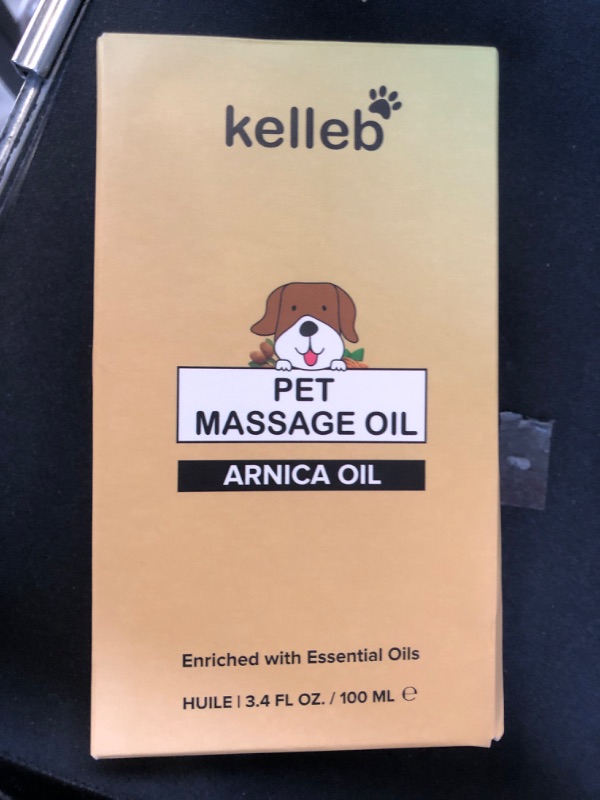 kelleb
PET
MASSAGE OIL
ARNICA OIL
Enriched with Essential Oils
HUILE | 3.4 FL OZ. / 100 ML ℮